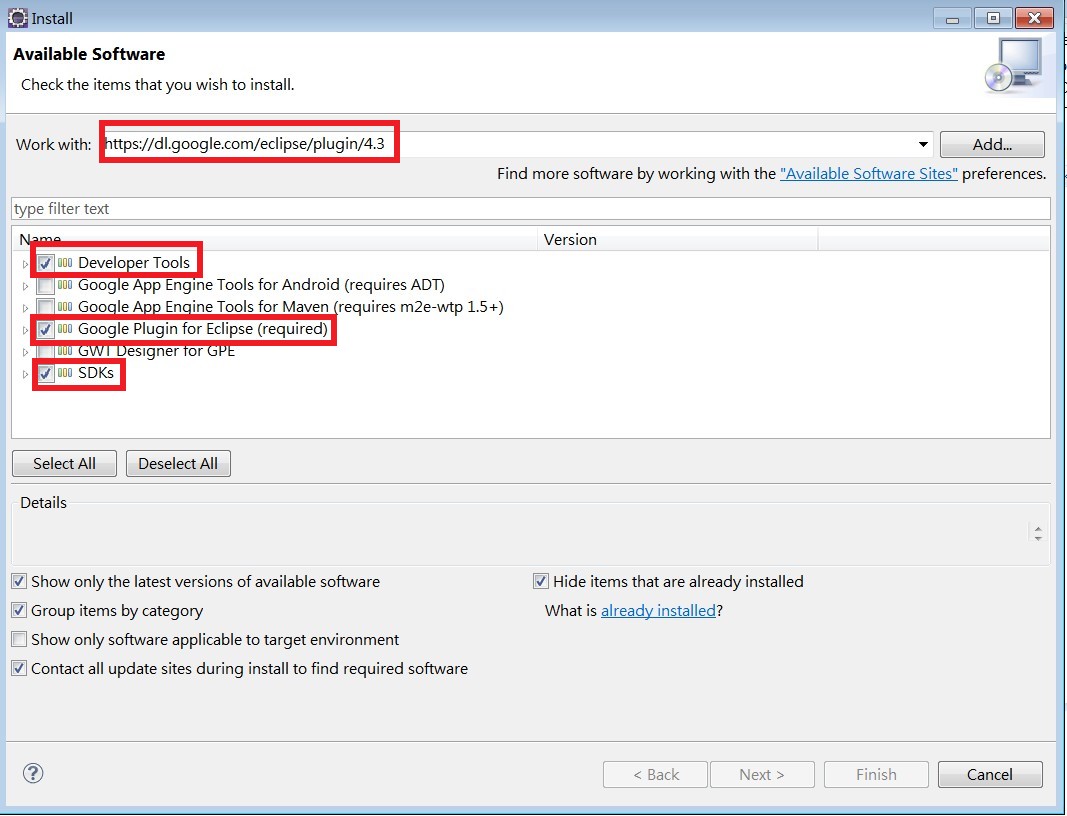 Install
Available Software
Check the items that you wish to install.
Work with: https://dl.google.com/eclipse/plugin/4.3 Add...
Find more software by working with the "Available Software Sites" preferences.
type filter text
Name Version
Developer Tools
Google App Engine Tools for Android (requires ADT)
Google App Engine Tools for Maven (requires m2e-wtp 1.5+)
Google Plugin for Eclipse (required)
GWT Designer for GPE
SDKs
Select All Deselect All
Details
Show only the latest versions of available software Hide items that are already installed
Group items by category What is already installed?
Show only software applicable to target environment
Contact all update sites during install to find required software
? < Back Next > Finish Cancel